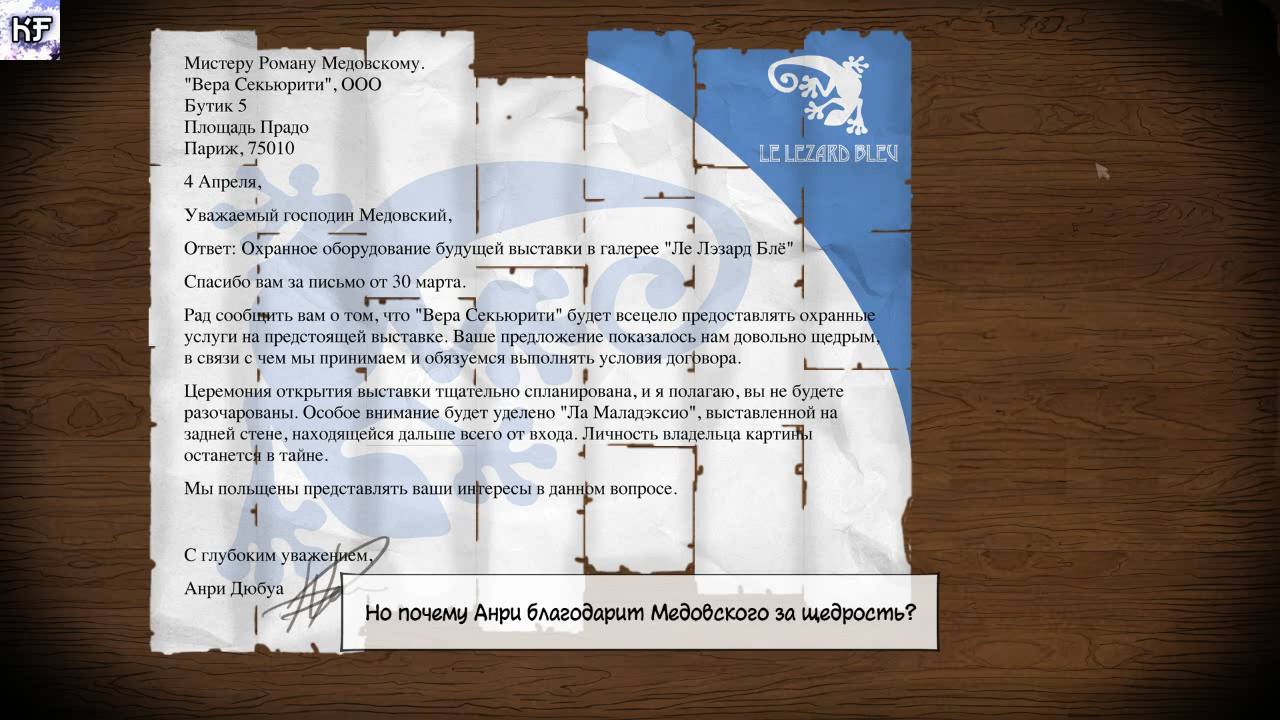 KF
Мистеру Роману Медовскому.
"Вера Секьюрити", ООО
Бутик 5
Площадь Прадо
Париж, 75010
4 Апреля,
Уважаемый господин Медовский,
Ответ: Охранное оборудование будущей выставки в галерее "Ле Лэзард Блё"
Спасибо вам за письмо от 30 марта.
Рад сообщить вам о том, что "Вера Секьюрити" будет всецело предоставлять охранные
услуги на предстоящей выставке. Ваше предложение показалось нам довольно щедрым,
в связи с чем мы принимаем и обязуемся выполнять условия договора.
Церемония открытия выставки тщательно спланирована, и я полагаю, вы не будете
разочарованы. Особое внимание будет уделено "Ла Маладэксио", выставленной на
задней стене, находящейся дальше всего от входа. Личность владельца картины
останется в тайне.
Мы польщены представлять ваши интересы в данном вопросе.
С глубоким уважением,
Анри Дюбуа
LE LEZARD BLEU
Но почему Анри благодарит Медовского за щедрость?